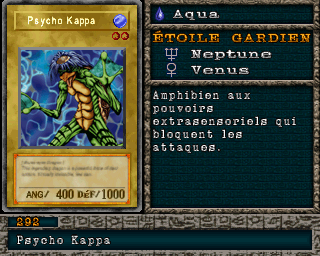 Psycho Kappa
ANG/ 400 DÉF/1000
Aqua
ÉTOILE GARDIEN
Neptune
Venus
Amphibien aux
pouvoirs
extrasensoriels qui
bloquent les
attaques.
292
Psycho Kappa